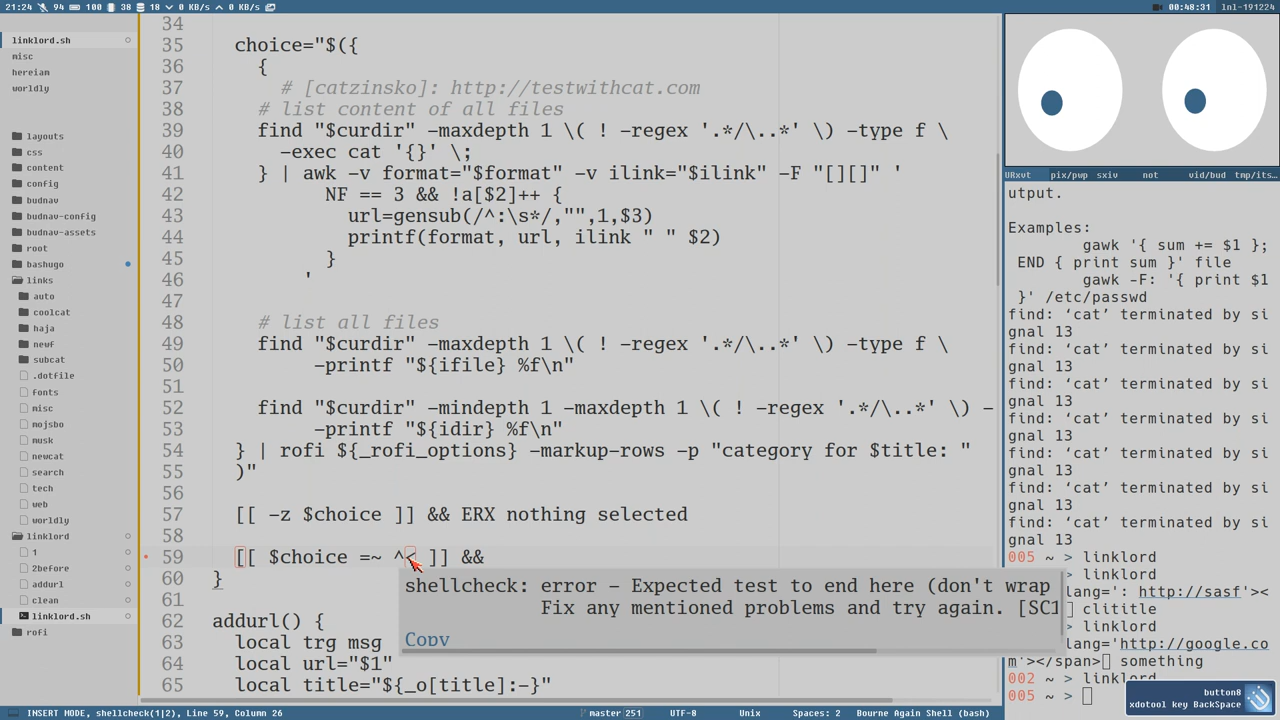 21:24 94 100 38 18 0 KB/s 0 KB/s
00:48:31 lnl-191224
linklord.sh
misc
hereiam
worldly
layouts
css
content
config
budnav
budnav-config
budnav-assets
root
bashugo
links
auto
coolcat
haja
newf
subcat
.dotfile
fonts
misc
mojsbo
musk
newcat
search
tech
web
worldly
linklord
1
2before
addurl
clean
linklord.sh
rofi
34
35 choice="$({
36 {
37 # [catzinsko]: http://testwithcat.com
38 # list content of all files
39 find "$curdir" -maxdepth 1 \( ! -regex '.*/\..*' \) -type f \
40 -exec cat '{}' \;
41 } | awk -v format="$format" -v ilink="$ilink" -F "[][]" '
42 NF == 3 && !a[$2]++ {
43 url=gensub(/^:\s*/,"",1,$3)
44 printf(format, url, ilink " " $2)
45 }
46 '
47
48 # list all files
49 find "$curdir" -maxdepth 1 \( ! -regex '.*/\..*' \) -type f \
50 -printf "${ifile} %f\n"
51
52 find "$curdir" -mindepth 1 -maxdepth 1 \( ! -regex '.*/\..*' \) -
53 -printf "${idir} %f\n"
54 } | rofi ${_rofi_options} -markup-rows -p "category for $title: "
55 )"
56
57 [[ -z $choice ]] && ERX nothing selected
58
59 [[ $choice =~ ^< ]] &&
60 }
61
62 addurl() {
63 local trg msg
64 local url="$1"
65 local title="${_o[title]:-}"
shellcheck: error - Expected test to end here (don't wrap
Fix any mentioned problems and try again. [SC1
Copy
URxvt pix/pwp sxiv not vid/bud tmp/its…
utput.
Examples:
gawk '{ sum += $1 };
END { print sum }' file
gawk -F: '{ print $1
}' /etc/passwd
find: ‘cat’ terminated by si
gnal 13
find: ‘cat’ terminated by si
gnal 13
find: ‘cat’ terminated by si
gnal 13
find: ‘cat’ terminated by si
gnal 13
find: ‘cat’ terminated by si
gnal 13
find: ‘cat’ terminated by si
gnal 13
find: ‘cat’ terminated by si
gnal 13
005 ~ > linklord
linklord
lang=': http://sasf'><
clititle
linklord
lang='http://google.co
m'></span> something
002 ~ > linklord
005 ~ >
button8
xdotool key BackSpace
INSERT MODE, shellcheck(1|2), Line 59, Column 26
master 251 UTF-8 Unix Spaces: 2 Bourne Again Shell (bash)